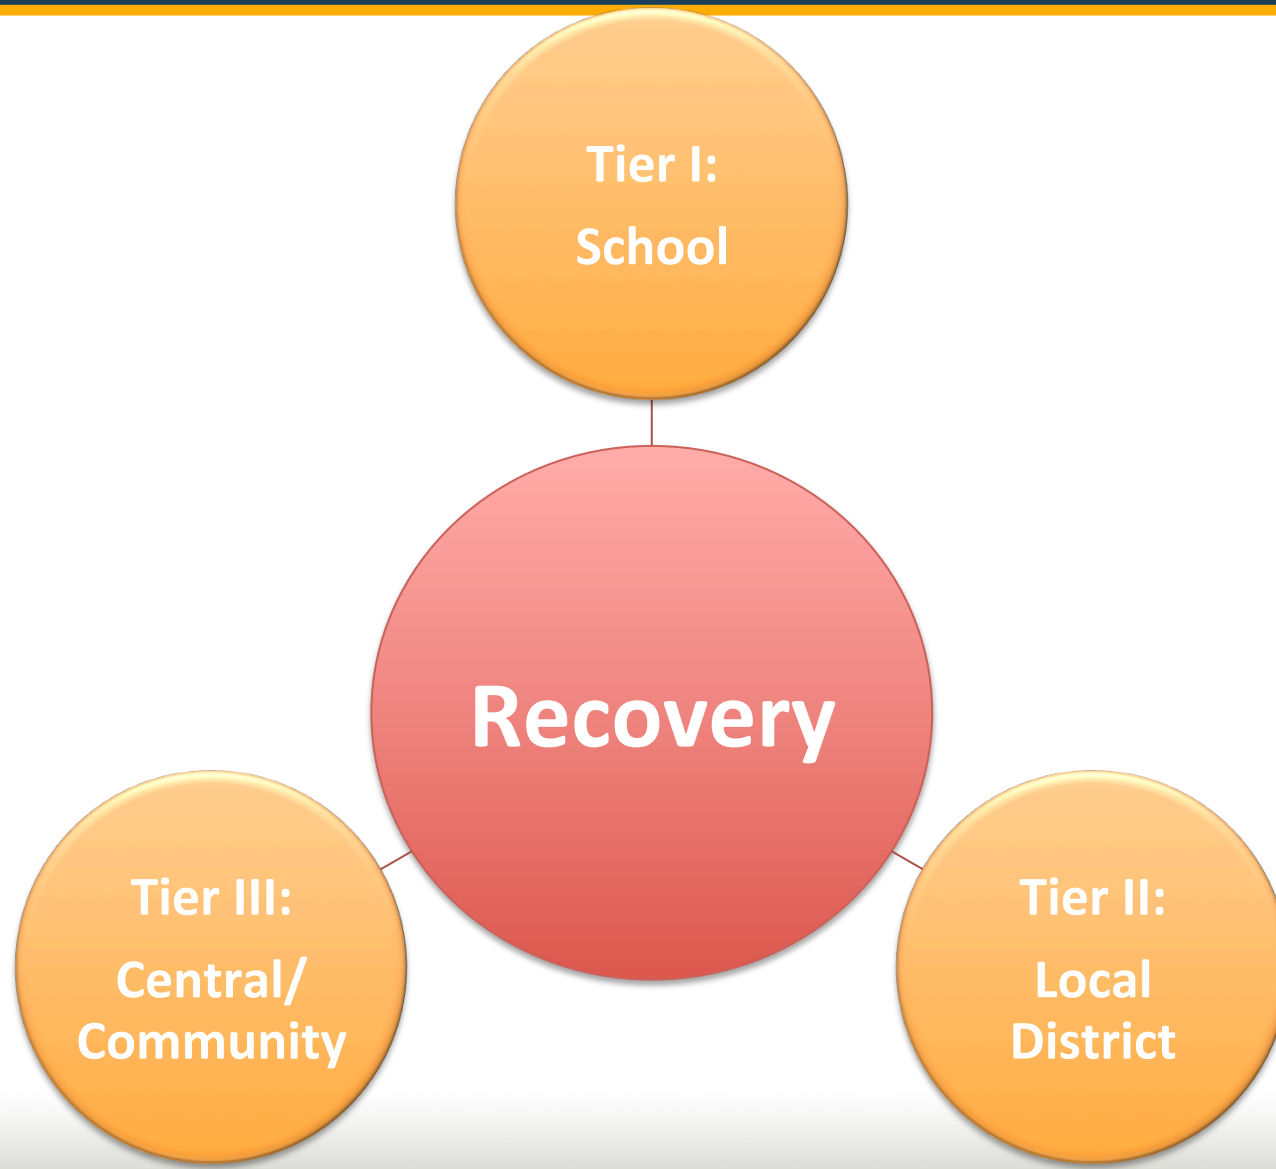 Tier I:
School
Recovery
Tier III:
Central/
Community
Tier II:
Local
District